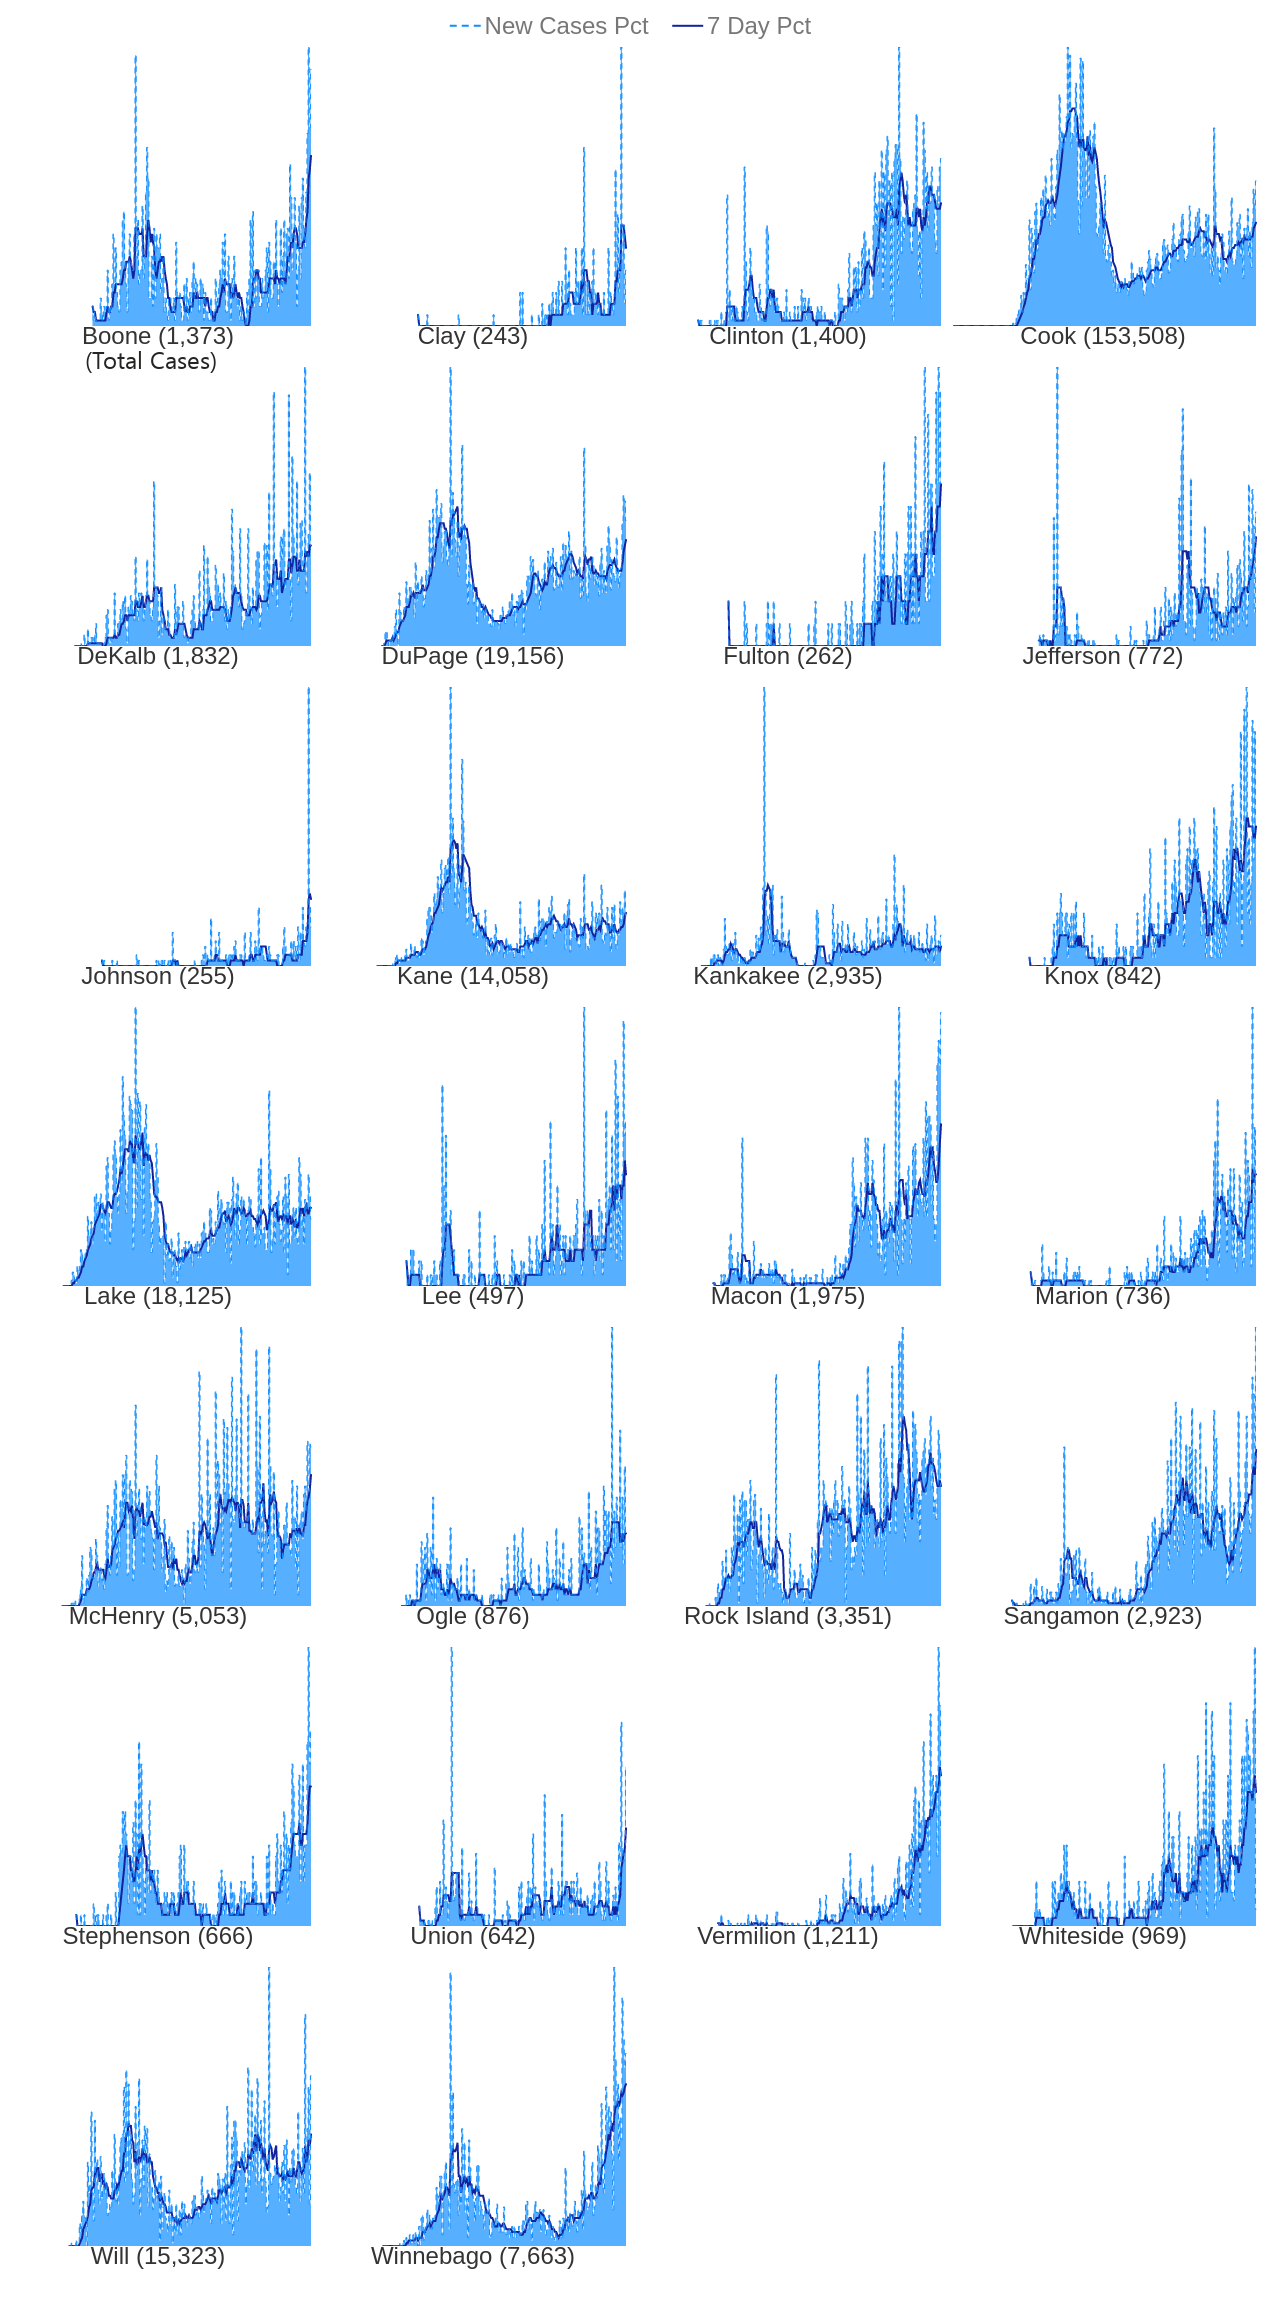 New Cases Pct 7 Day Pct
Boone (1,373) Clay (243) Clinton (1,400) Cook (153,508)
(Total Cases)
DeKalb (1,832) DuPage (19,156) Fulton (262) Jefferson (772)
Johnson (255) Kane (14,058) Kankakee (2,935) Knox (842)
Lake (18,125) Lee (497) Macon (1,975) Marion (736)
McHenry (5,053) Ogle (876) Rock Island (3,351) Sangamon (2,923)
Stephenson (666) Union (642) Vermilion (1,211) Whiteside (969)
Will (15,323) Winnebago (7,663)